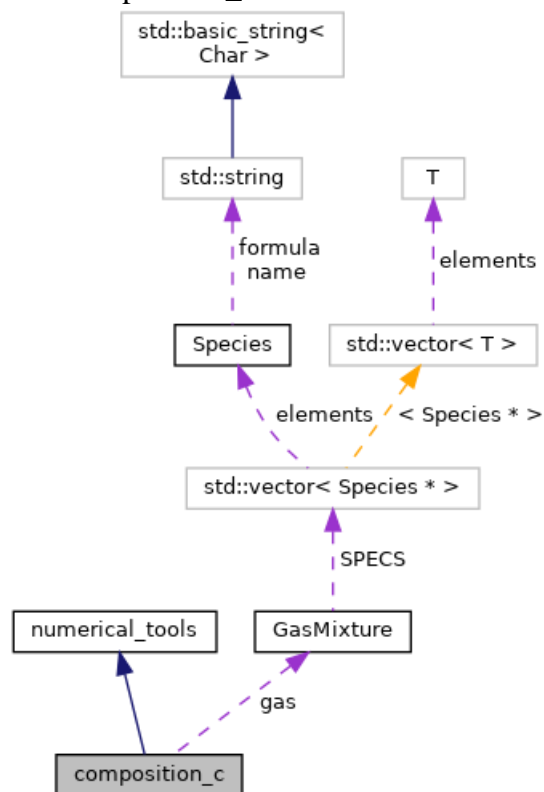 std::basic_string<
Char >
std::string
T
formula
name
elements
Species
std::vector< T >
elements
< Species * >
std::vector< Species * >
SPECS
numerical_tools
GasMixture
gas
composition_c